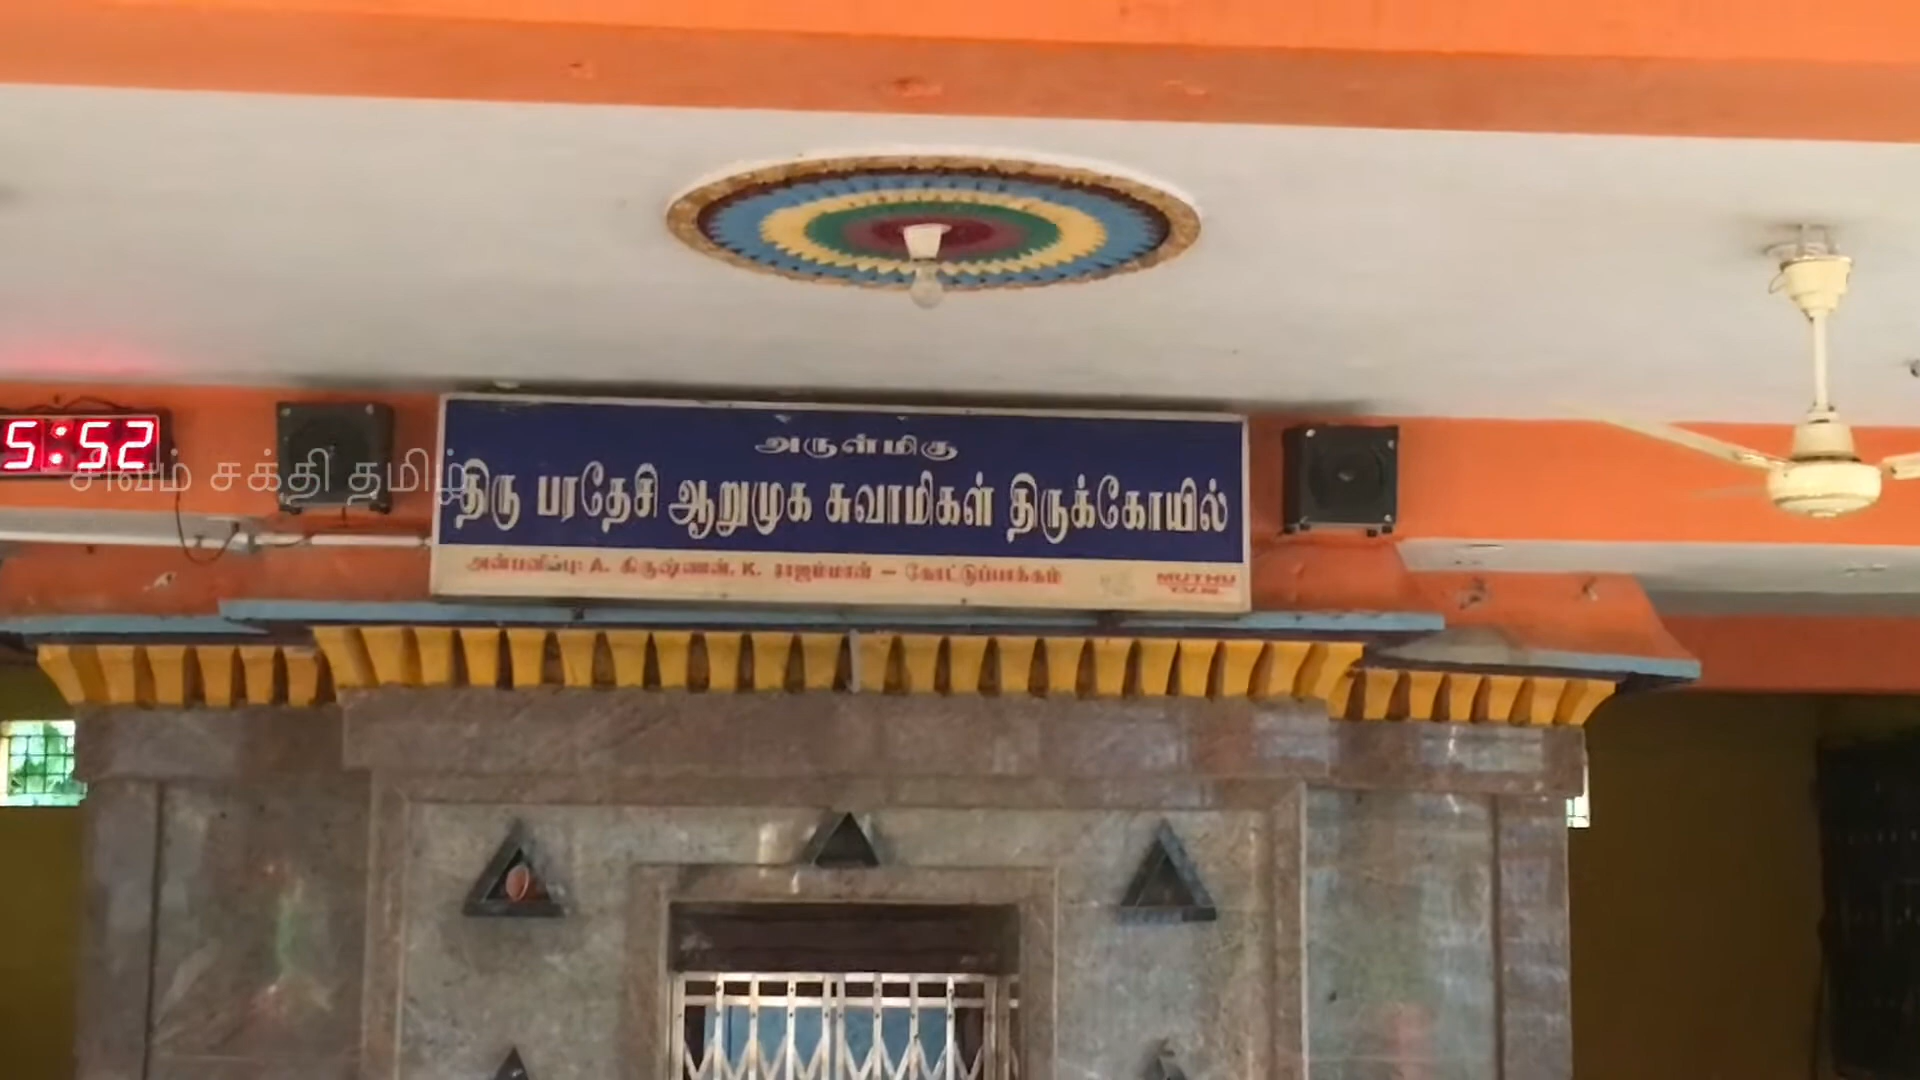 அருள்மிகு
திரு பரதேசி ஆறுமுக சுவாமிகள் திருக்கோயில்
அன்பளிப்பு: A. கிருஷ்ணன், K. ராஜம்மாள் – கோட்டுப்பாக்கம்
MUTHU
5:52
சிவம் சக்தி தமிழ்